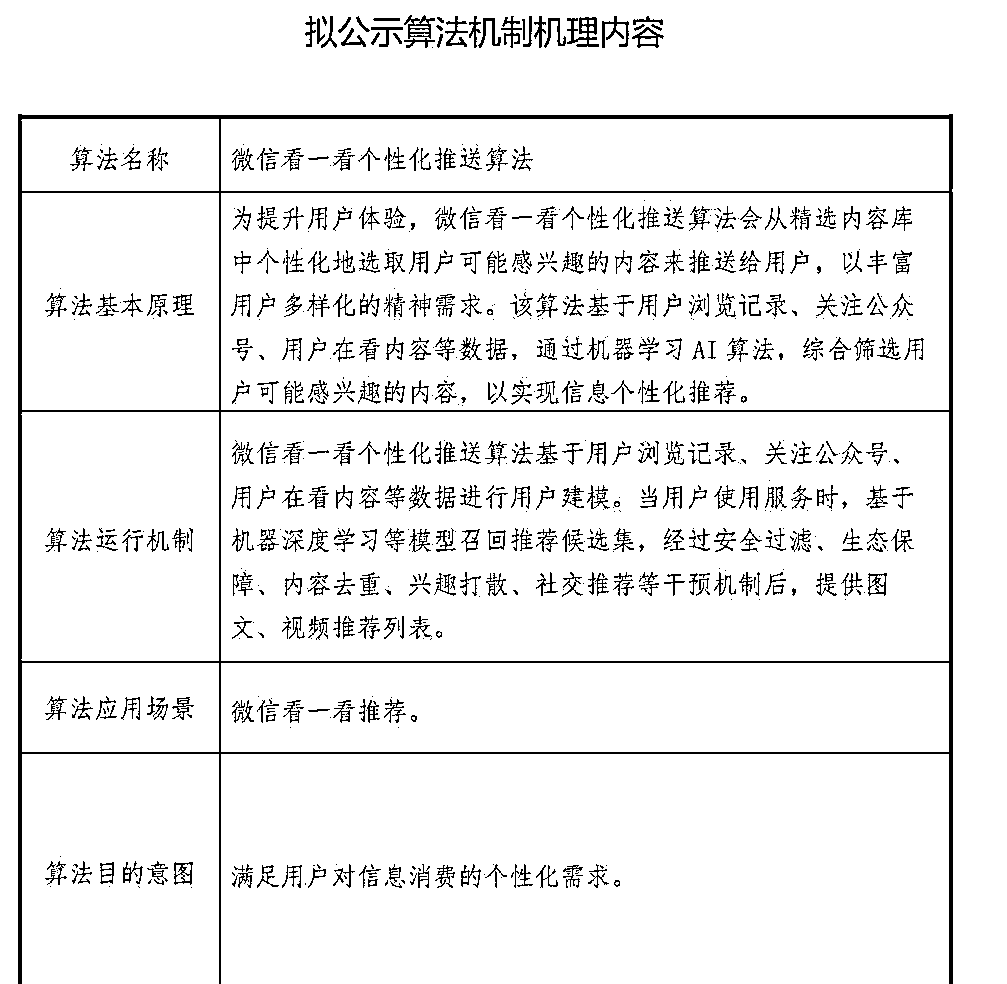 拟公示算法机制机理内容
算法名称
微信看一看个性化推送算法
算法基本原理
为提升用户体验，微信看一看个性化推送算法会从精选内容库
中个性化地选取用户可能感兴趣的内容来推送给用户，以丰富
用户多样化的精神需求。该算法基于用户浏览记录、关注公众
号、用户在看内容等数据，通过机器学习AI算法，综合筛选用
户可能感兴趣的内容，以实现信息个性化推荐。
算法运行机制
微信看一看个性化推送算法基于用户浏览记录、关注公众号、
用户在看内容等数据进行用户建模。当用户使用服务时，基于
机器深度学习等模型召回推荐候选集，经过安全过滤、生态保
障、内容去重、兴趣打散、社交推荐等干预机制后，提供图
文、视频推荐列表。
算法应用场景
微信看一看推荐。
算法目的意图
满足用户对信息消费的个性化需求。